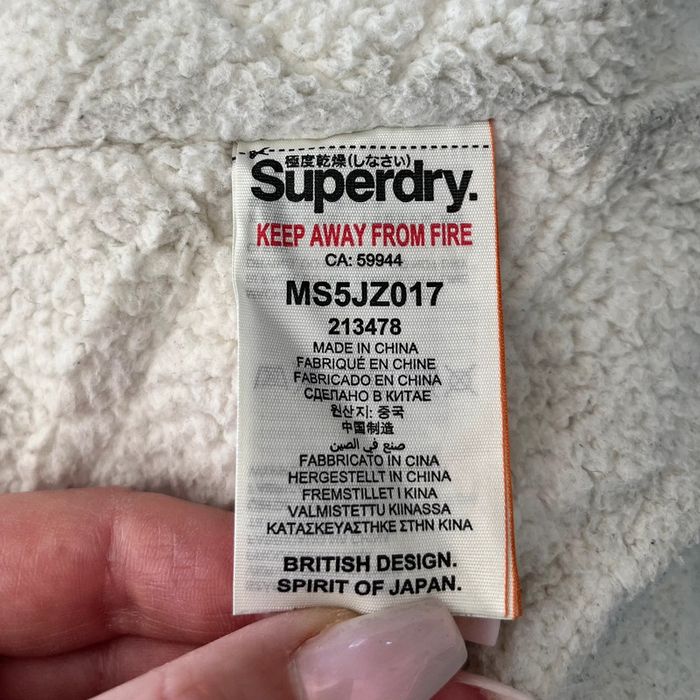 極度乾燥(しなさい)
Superdry.
KEEP AWAY FROM FIRE
CA: 59944
MS5JZ017
213478
MADE IN CHINA
FABRIQUÉ EN CHINE
FABRICADO EN CHINA
СДЕЛАНО В КИТАЕ
원산지: 중국
中国制造
صنع في الصين
FABBRICATO IN CINA
HERGESTELLT IN CHINA
FREMSTILLET I KINA
VALMISTETTU KIINASSA
ΚΑΤΑΣΚΕΥΑΣΤΗΚΕ ΣΤΗΝ ΚΙΝΑ
BRITISH DESIGN.
SPIRIT OF JAPAN.